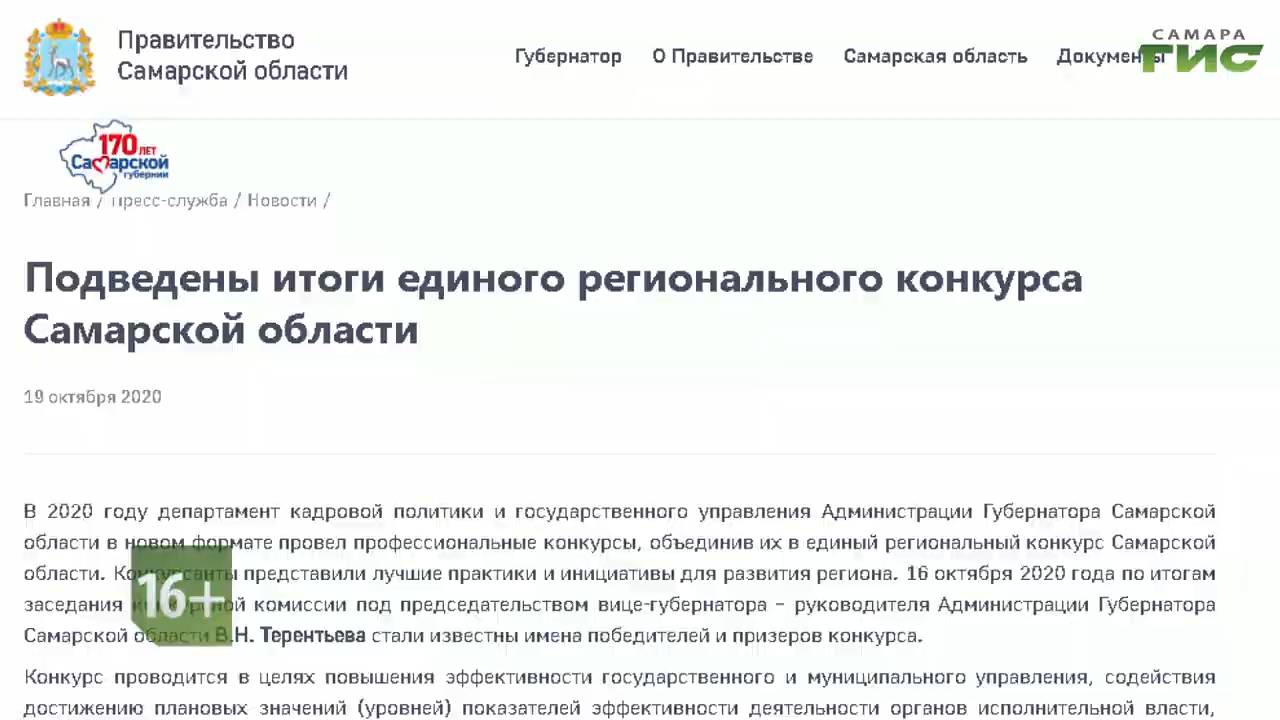 Правительство
Самарской области
Губернатор О Правительстве Самарская область Документы
САМАРА
ГИС
170 ЛЕТ
Самарской
губернии
Главная / Пресс-служба / Новости /
Подведены итоги единого регионального конкурса
Самарской области
19 октября 2020
В 2020 году департамент кадровой политики и государственного управления Администрации Губернатора Самарской
области в новом формате провел профессиональные конкурсы, объединив их в единый региональный конкурс Самарской
области. Конкурсанты представили лучшие практики и инициативы для развития региона. 16 октября 2020 года по итогам
заседания конкурсной комиссии под председательством вице-губернатора – руководителя Администрации Губернатора
Самарской области В.Н. Терентьева стали известны имена победителей и призеров конкурса.
16+
Конкурс проводится в целях повышения эффективности государственного и муниципального управления, содействия
достижению плановых значений (уровней) показателей эффективности деятельности органов исполнительной власти,